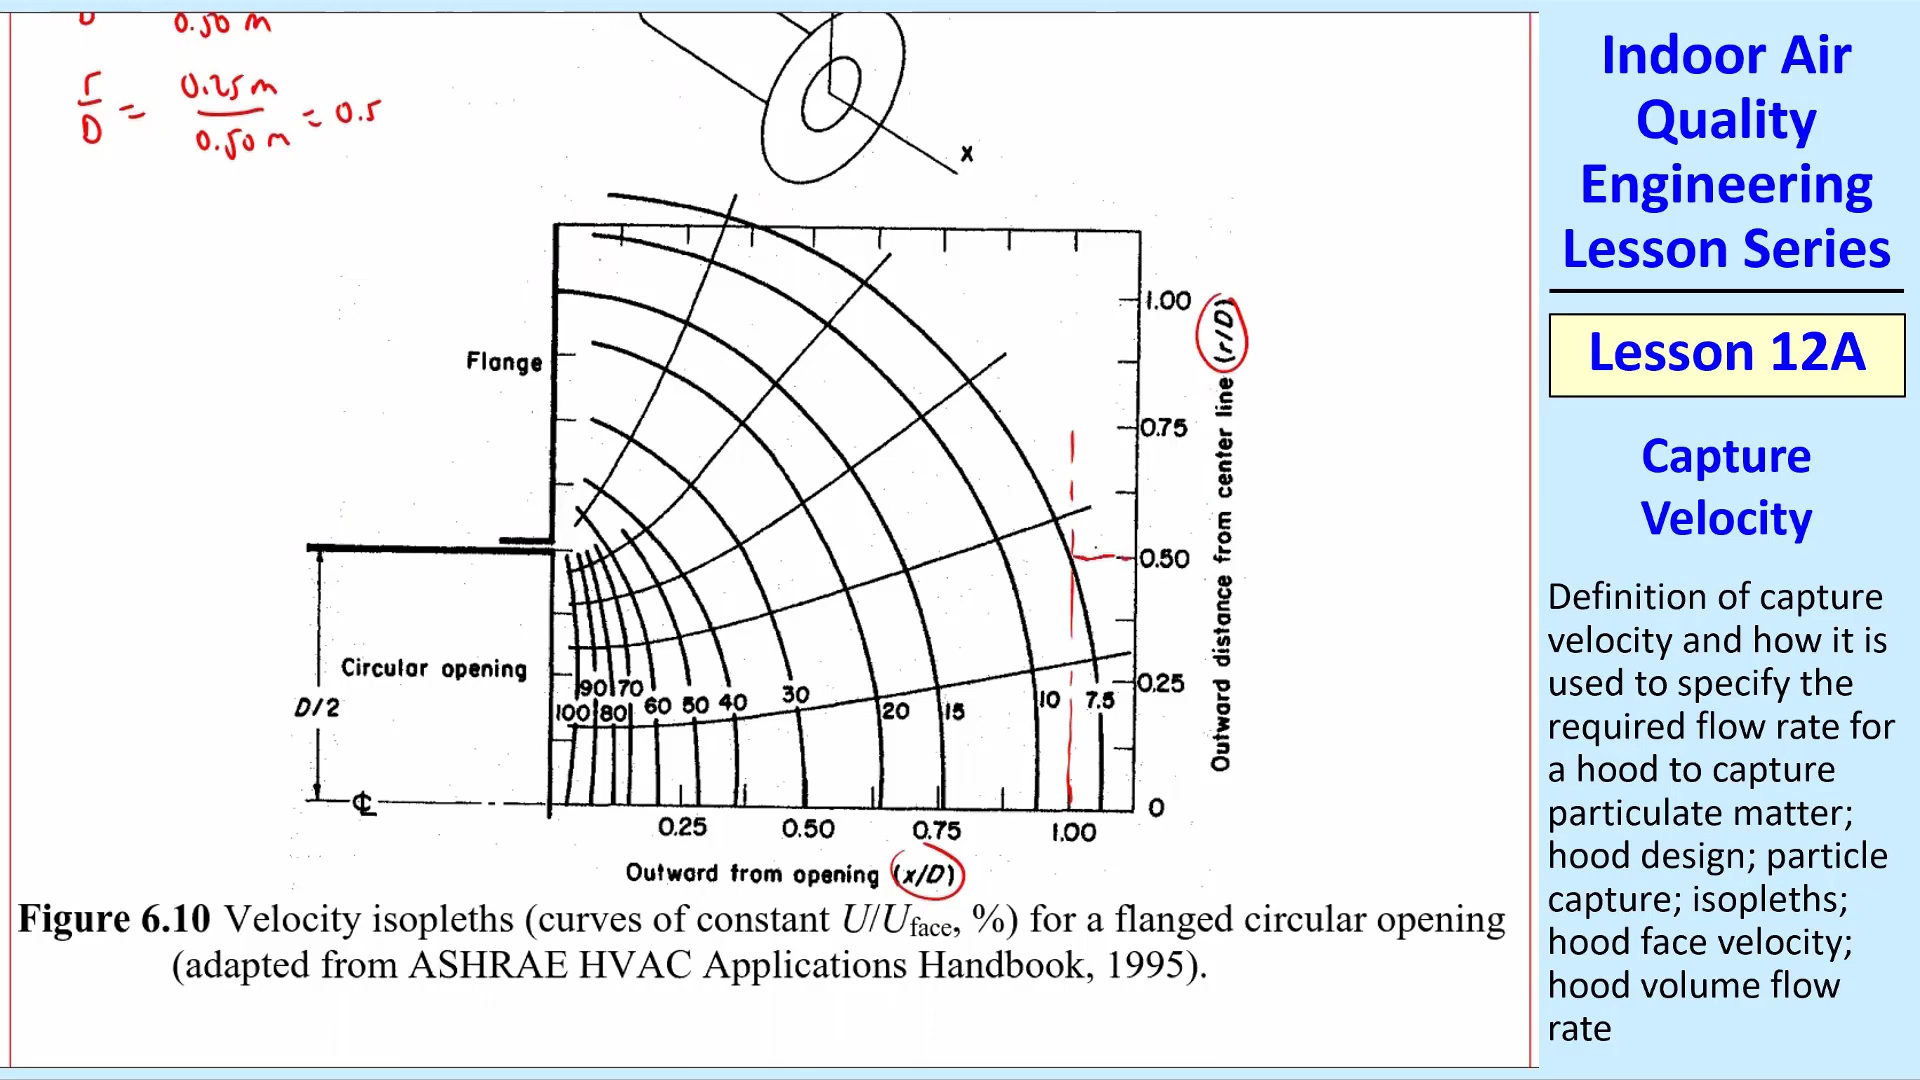 0.50 m
r/D = 0.25 m / 0.50 m = 0.5
x
Flange
Circular opening
D/2
℄
100 90 80 70 60 50 40 30 20 15 10 7.5
1.00
0.75
0.50
0.25
0
Outward distance from center line (r/D)
0.25 0.50 0.75 1.00
Outward from opening (x/D)
Figure 6.10 Velocity isopleths (curves of constant U/Uface, %) for a flanged circular opening
(adapted from ASHRAE HVAC Applications Handbook, 1995).
Indoor Air
Quality
Engineering
Lesson Series
Lesson 12A
Capture
Velocity
Definition of capture
velocity and how it is
used to specify the
required flow rate for
a hood to capture
particulate matter;
hood design; particle
capture; isopleths;
hood face velocity;
hood volume flow
rate